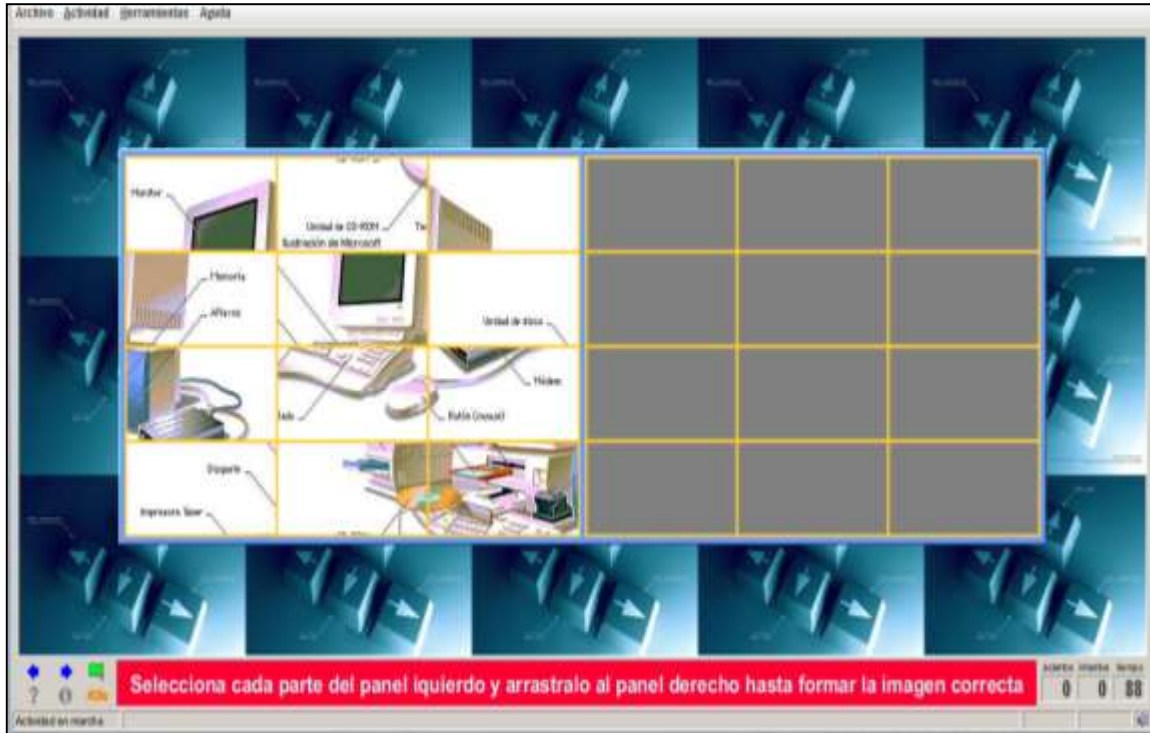 Archivo Actividad Herramientas Ayuda
Monitor
Unidad de CD-ROM
Ilustración de Microsoft
Te
Memoria
Altavoz
Unidad de disco
Módem
lado
Ratón (mouse)
Disquete
Impresora láser
aciertos intentos tiempo
Selecciona cada parte del panel iquierdo y arrastralo al panel derecho hasta formar la imagen correcta
0 0 88
Actividad en marcha